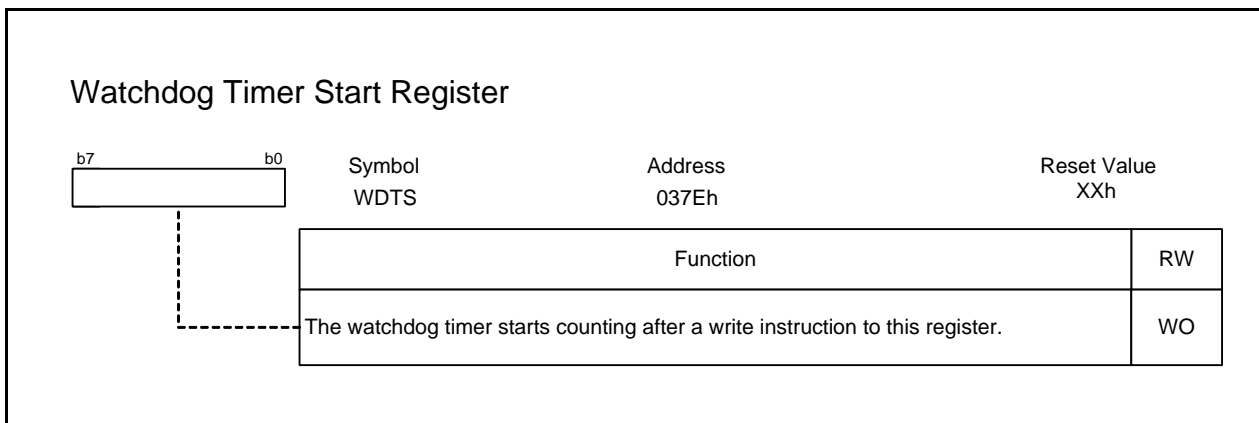 Watchdog Timer Start Register
b7 b0 Symbol Address Reset Value
WDTS 037Eh XXh
Function RW
The watchdog timer starts counting after a write instruction to this register. WO